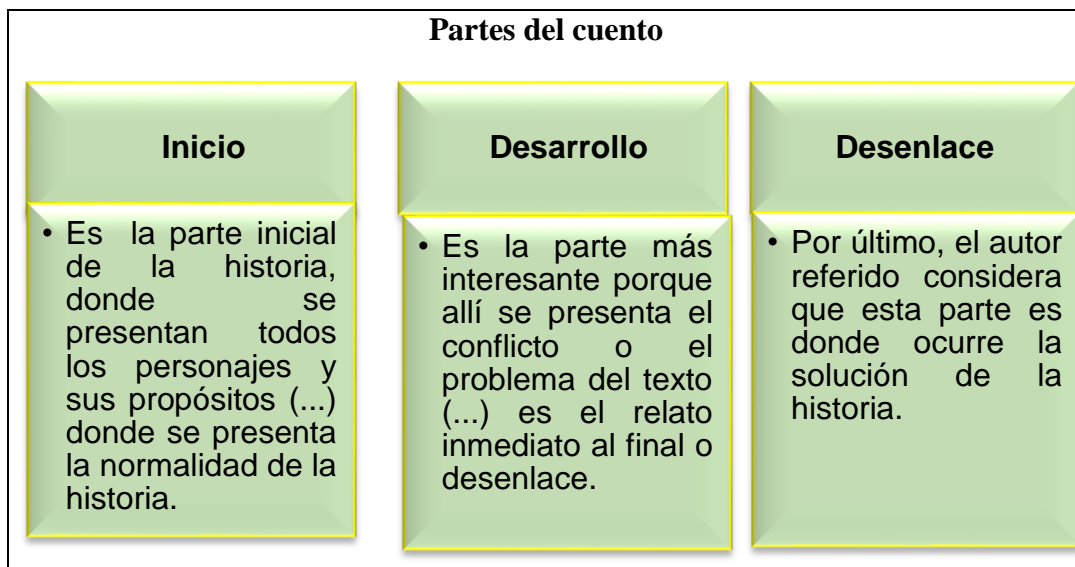 Partes del cuento
Inicio
• Es la parte inicial
de la historia,
donde se
presentan todos
los personajes y
sus propósitos (...)
donde se presenta
la normalidad de la
historia.
Desarrollo
• Es la parte más
interesante porque
allí se presenta el
conflicto o el
problema del texto
(...) es el relato
inmediato al final o
desenlace.
Desenlace
• Por último, el autor
referido considera
que esta parte es
donde ocurre la
solución de la
historia.